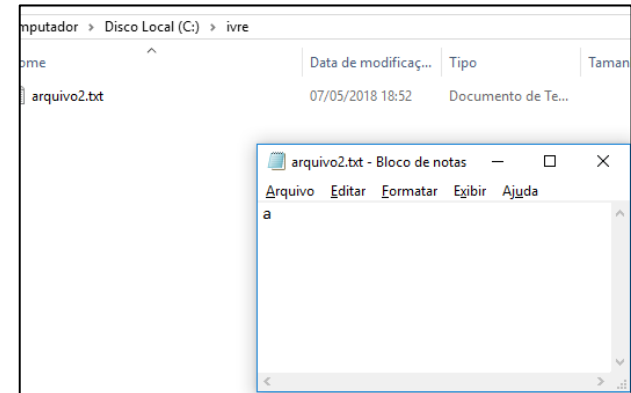 mputador > Disco Local (C:) > ivre
ome Data de modificaç... Tipo Taman
arquivo2.txt 07/05/2018 18:52 Documento de Te...
arquivo2.txt - Bloco de notas
Arquivo Editar Formatar Exibir Ajuda
a